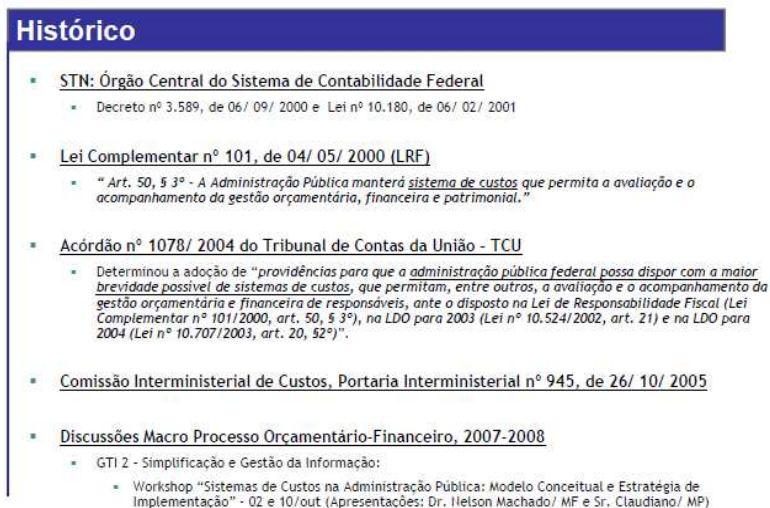 Histórico
STN: Órgão Central do Sistema de Contabilidade Federal
Decreto nº 3.589, de 06/ 09/ 2000 e Lei nº 10.180, de 06/ 02/ 2001
Lei Complementar nº 101, de 04/ 05/ 2000 (LRF)
" Art. 50, § 3º - A Administração Pública manterá sistema de custos que permita a avaliação e o
acompanhamento da gestão orçamentária, financeira e patrimonial."
Acórdão nº 1078/ 2004 do Tribunal de Contas da União - TCU
Determinou a adoção de "providências para que a administração pública federal possa dispor com a maior
brevidade possível de sistemas de custos, que permitam, entre outros, a avaliação e o acompanhamento da
gestão orçamentária e financeira de responsáveis, ante o disposto na Lei de Responsabilidade Fiscal (Lei
Complementar nº 101/2000, art. 50, § 3º), na LDO para 2003 (Lei nº 10.524/2002, art. 21) e na LDO para
2004 (Lei nº 10.707/2003, art. 20, §2º)".
Comissão Interministerial de Custos, Portaria Interministerial nº 945, de 26/ 10/ 2005
Discussões Macro Processo Orçamentário-Financeiro, 2007-2008
GTI 2 - Simplificação e Gestão da Informação:
Workshop "Sistemas de Custos na Administração Pública: Modelo Conceitual e Estratégia de
Implementação" - 02 e 10/out (Apresentações: Dr. Nelson Machado/ MF e Sr. Claudiano/ MP)